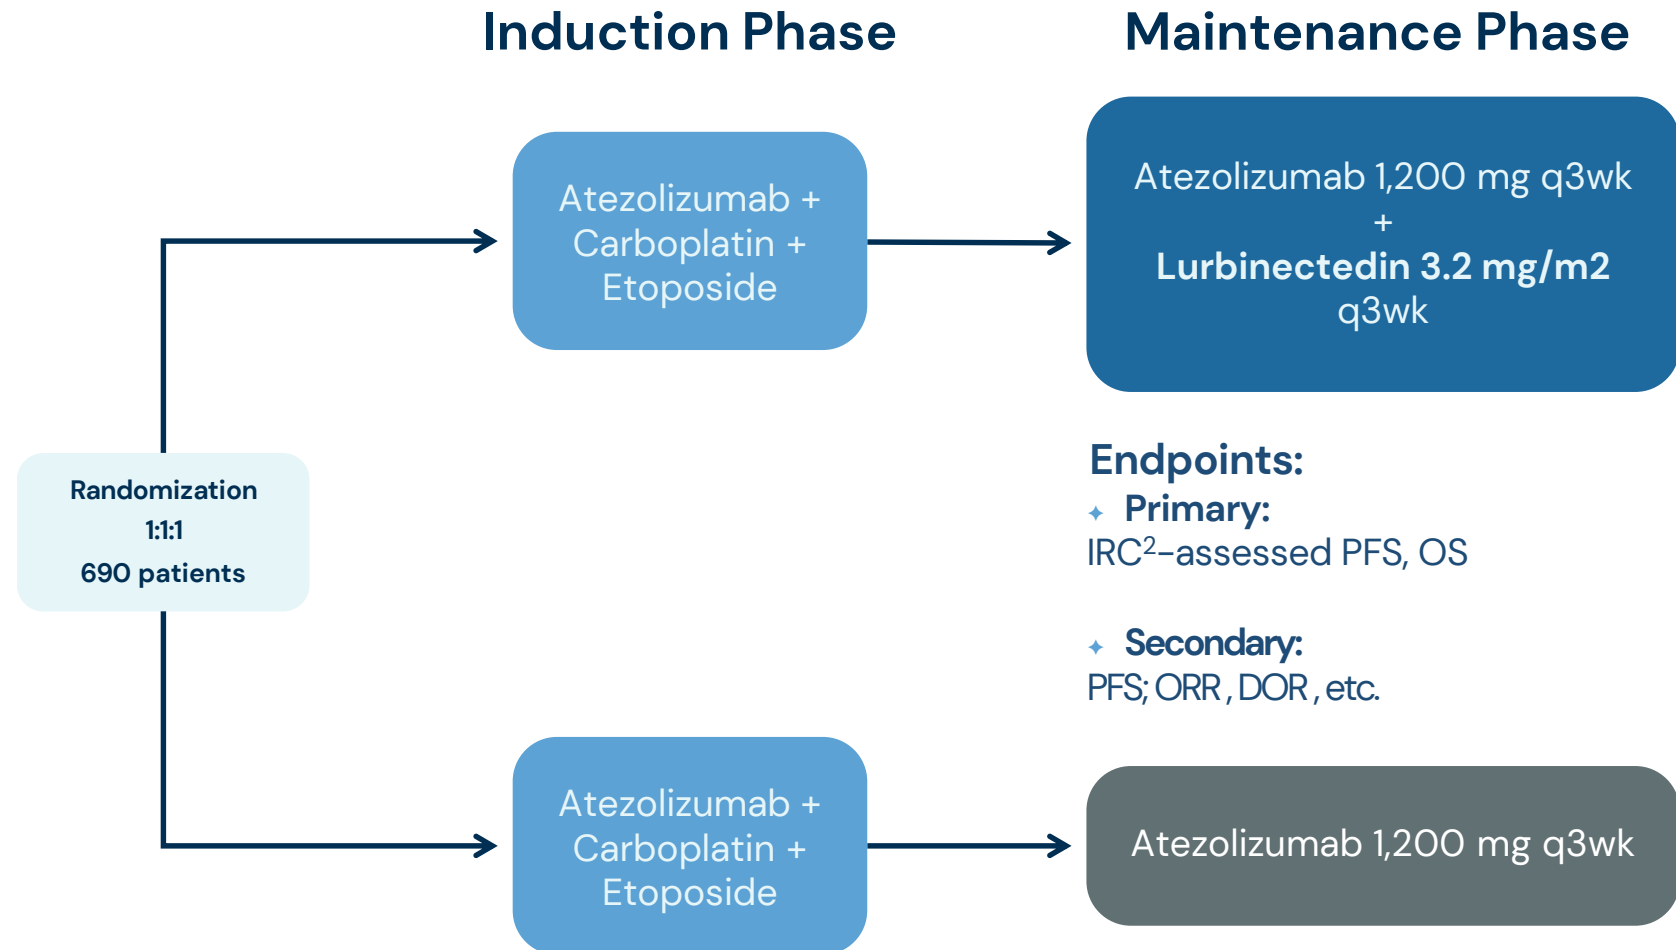 Induction Phase
Maintenance Phase
Atezolizumab +
Carboplatin +
Etoposide
Atezolizumab 1,200 mg q3wk
+
Lurbinectedin 3.2 mg/m2
q3wk
Randomization
1:1:1
690 patients
Endpoints:
✦ Primary:
IRC²-assessed PFS, OS
✦ Secondary:
PFS; ORR , DOR , etc.
Atezolizumab +
Carboplatin +
Etoposide
Atezolizumab 1,200 mg q3wk